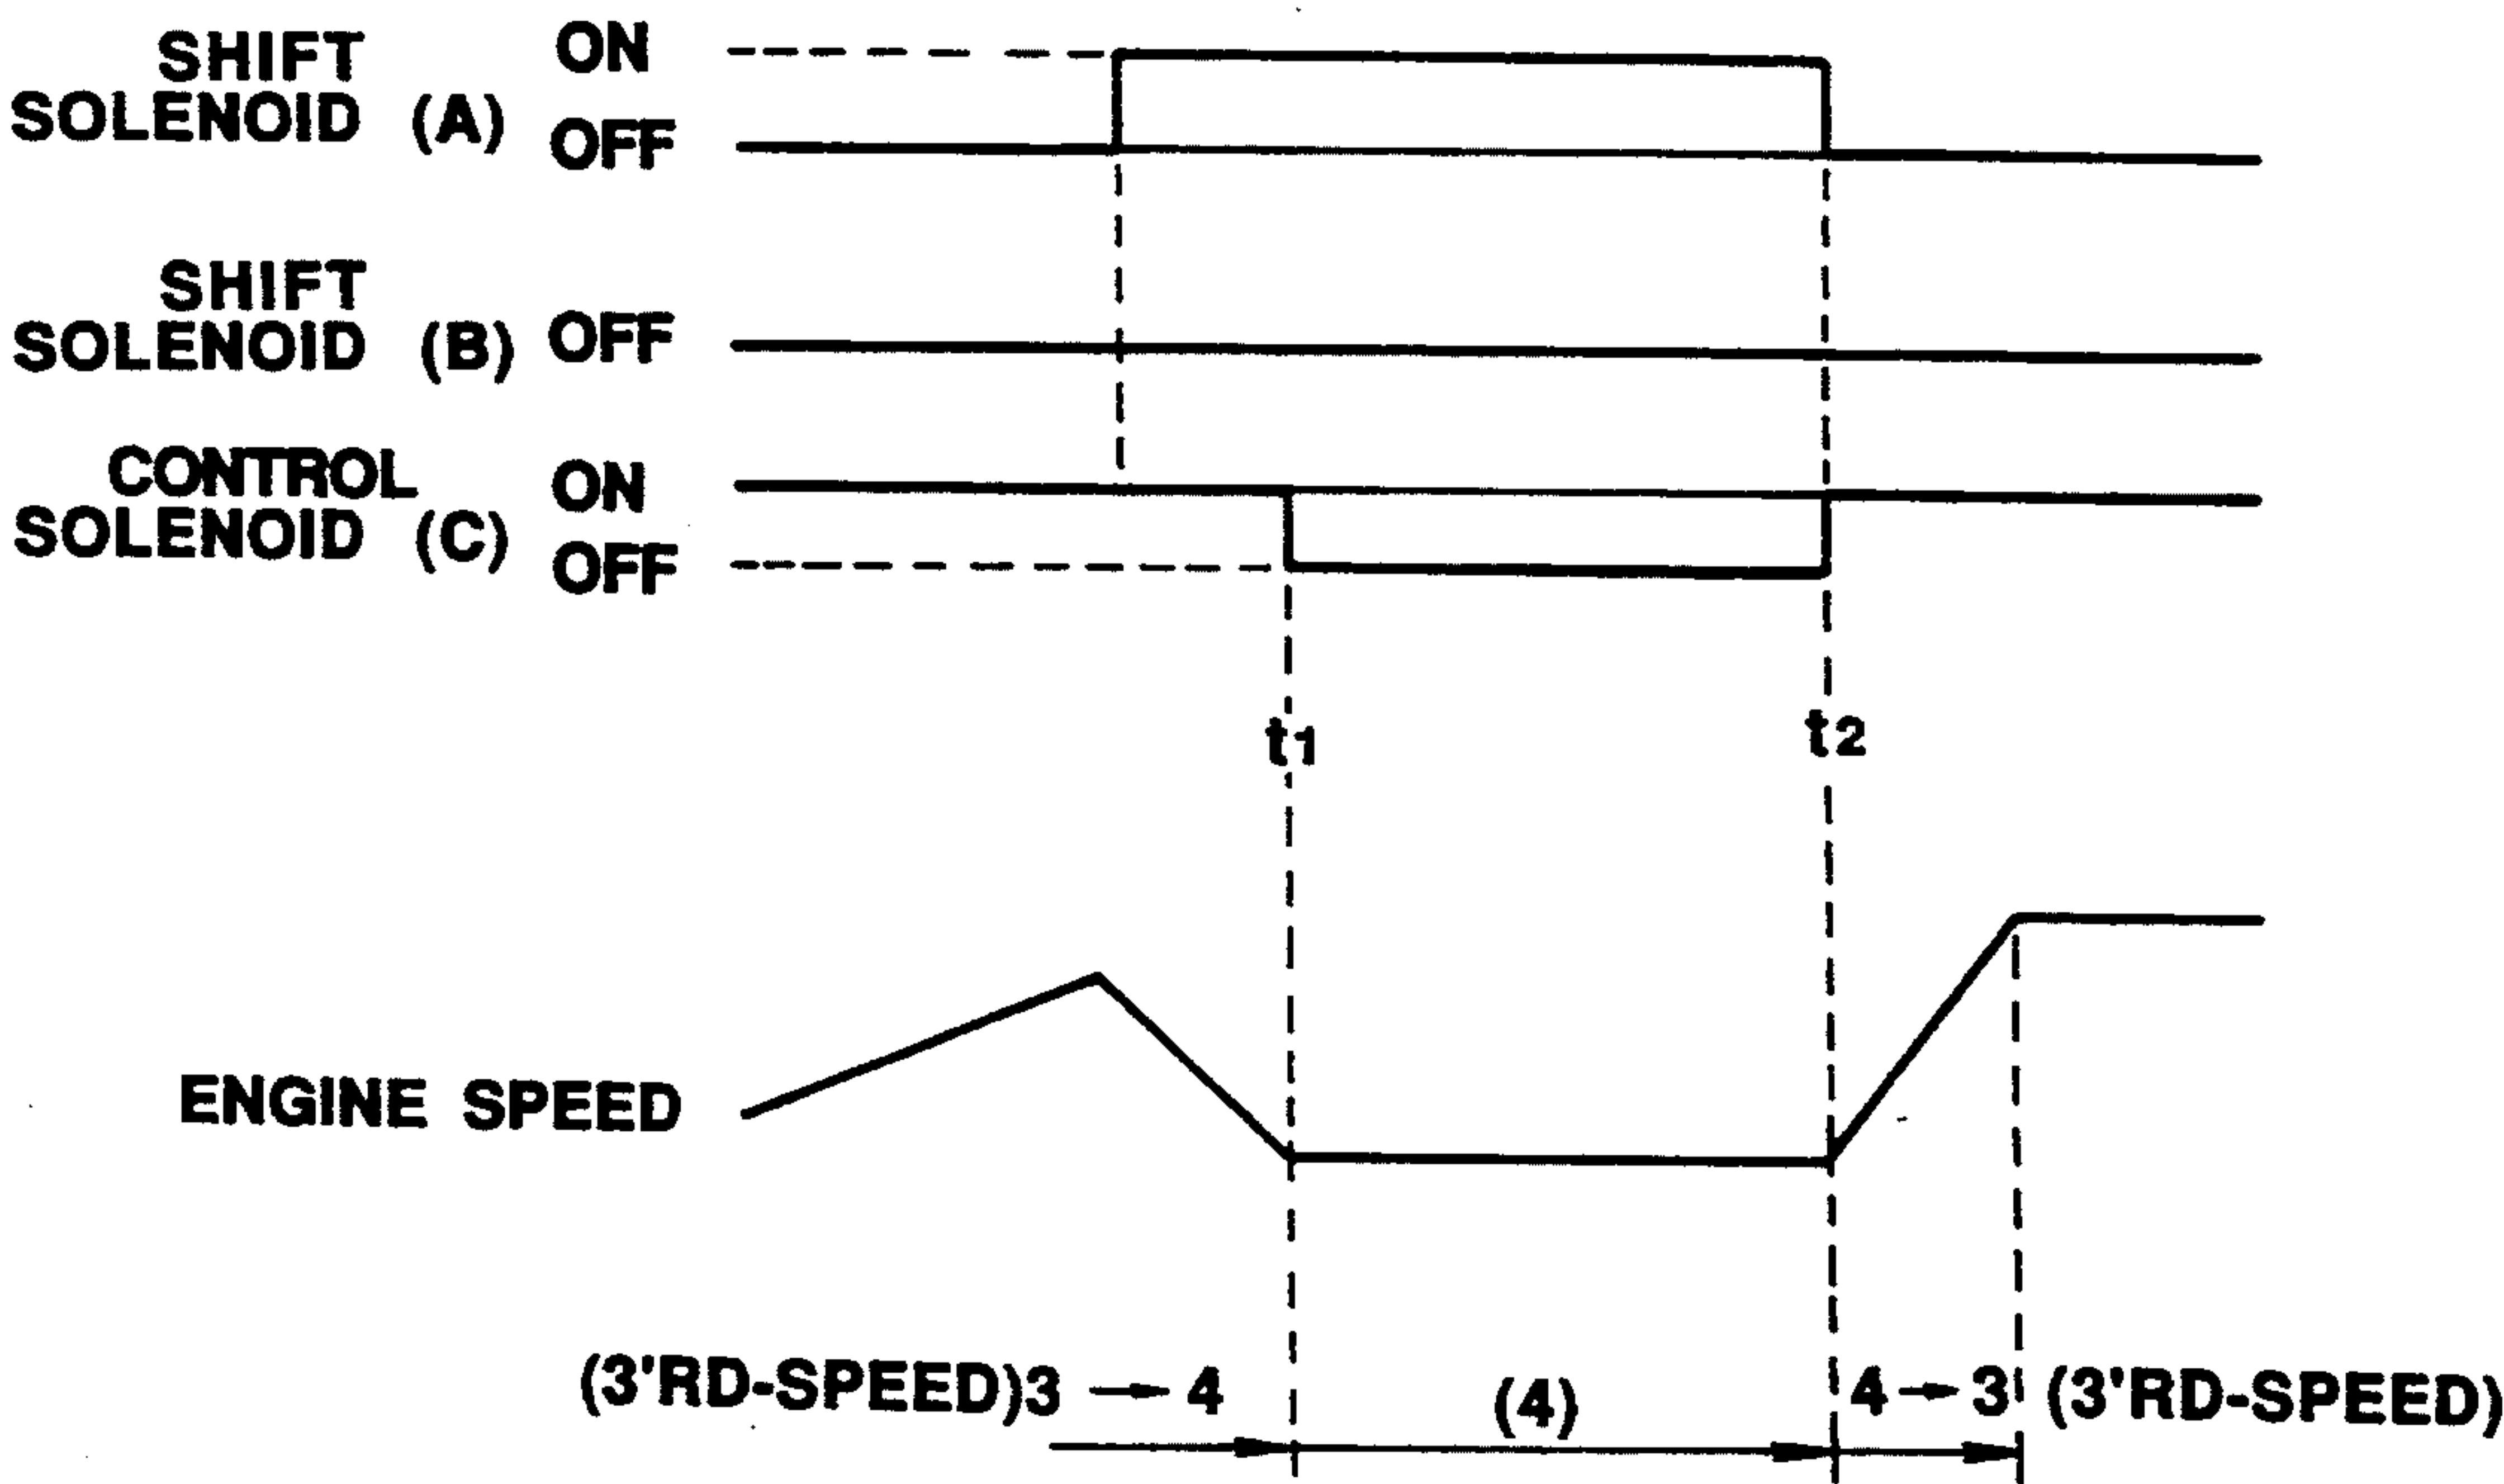 SHIFT ON
SOLENOID (A) OFF
SHIFT
SOLENOID (B) OFF
CONTROL ON
SOLENOID (C) OFF
t1 t2
ENGINE SPEED
(3'RD-SPEED)3 → 4 (4) 4 → 3 (3'RD-SPEED)